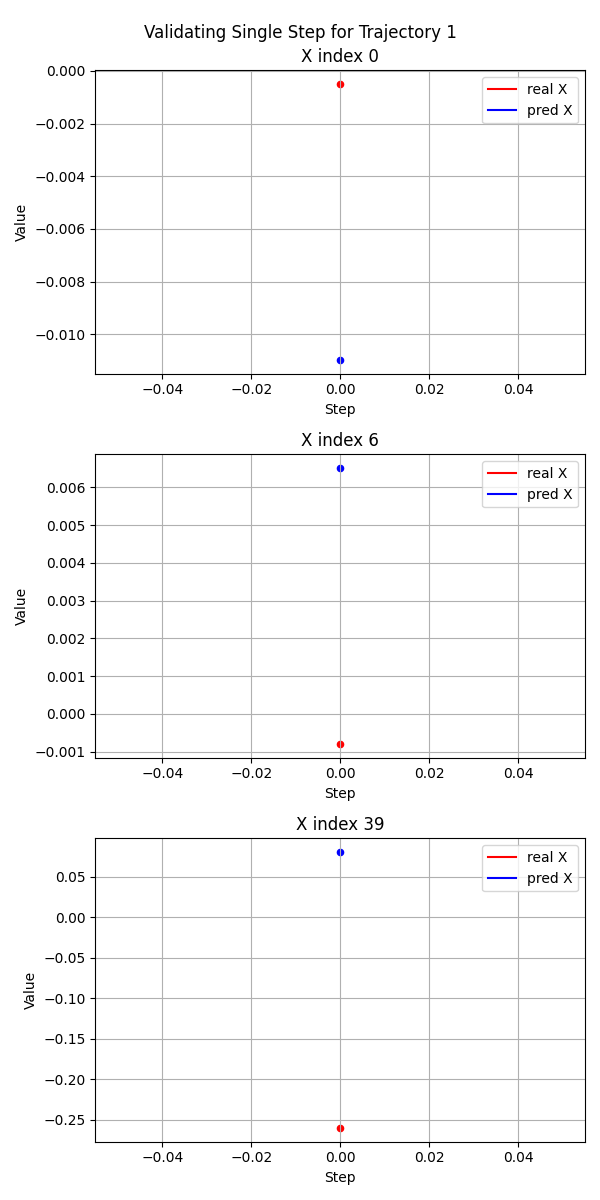 Validating Single Step for Trajectory 1
X index 0
0.000
−0.002
−0.004
−0.006
−0.008
−0.010
Value
real X
pred X
−0.04 −0.02 0.00 0.02 0.04
Step
X index 6
0.006
0.005
0.004
0.003
0.002
0.001
0.000
−0.001
Value
real X
pred X
−0.04 −0.02 0.00 0.02 0.04
Step
X index 39
0.05
0.00
−0.05
−0.10
−0.15
−0.20
−0.25
Value
real X
pred X
−0.04 −0.02 0.00 0.02 0.04
Step